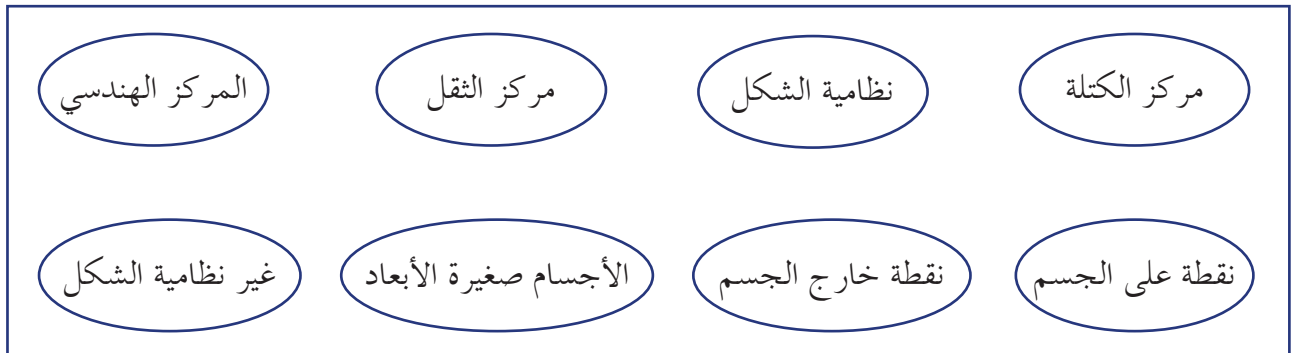 مركز الكتلة
نظامية الشكل
مركز الثقل
المركز الهندسي
نقطة على الجسم
نقطة خارج الجسم
الأجسام صغيرة الأبعاد
غير نظامية الشكل